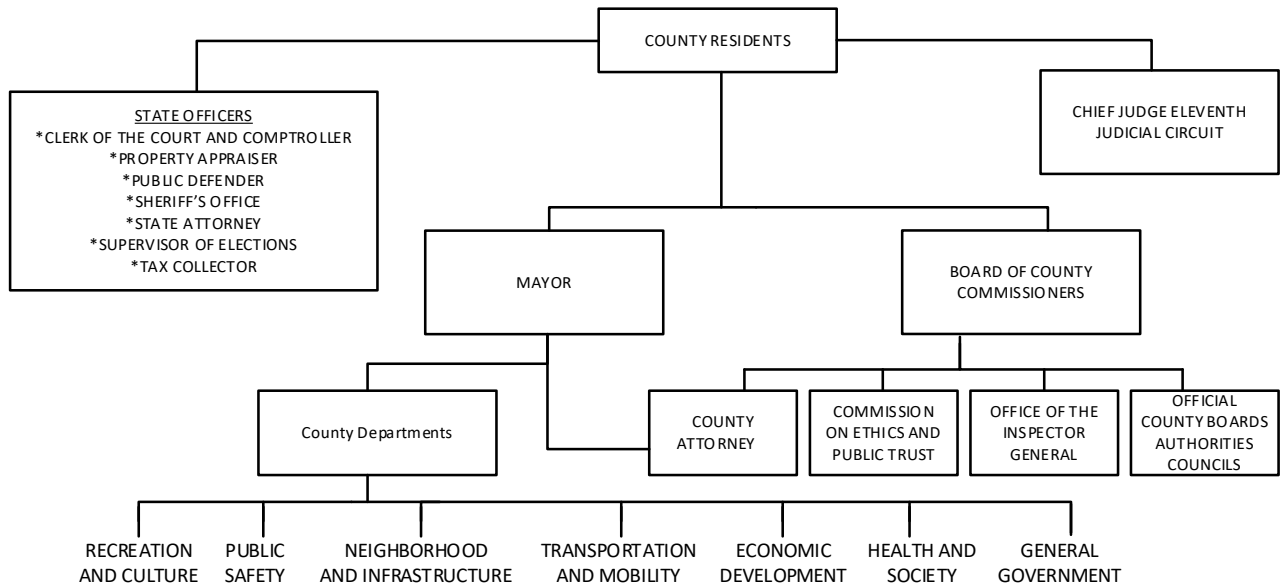 COUNTY RESIDENTS
STATE OFFICERS
*CLERK OF THE COURT AND COMPTROLLER
*PROPERTY APPRAISER
*PUBLIC DEFENDER
*SHERIFF'S OFFICE
*STATE ATTORNEY
*SUPERVISOR OF ELECTIONS
*TAX COLLECTOR
CHIEF JUDGE ELEVENTH
JUDICIAL CIRCUIT
MAYOR
BOARD OF COUNTY
COMMISSIONERS
County Departments
COUNTY
ATTORNEY
COMMISSION
ON ETHICS AND
PUBLIC TRUST
OFFICE OF THE
INSPECTOR
GENERAL
OFFICIAL
COUNTY BOARDS
AUTHORITIES
COUNCILS
RECREATION
AND CULTURE
PUBLIC
SAFETY
NEIGHBORHOOD
AND INFRASTRUCTURE
TRANSPORTATION
AND MOBILITY
ECONOMIC
DEVELOPMENT
HEALTH AND
SOCIETY
GENERAL
GOVERNMENT